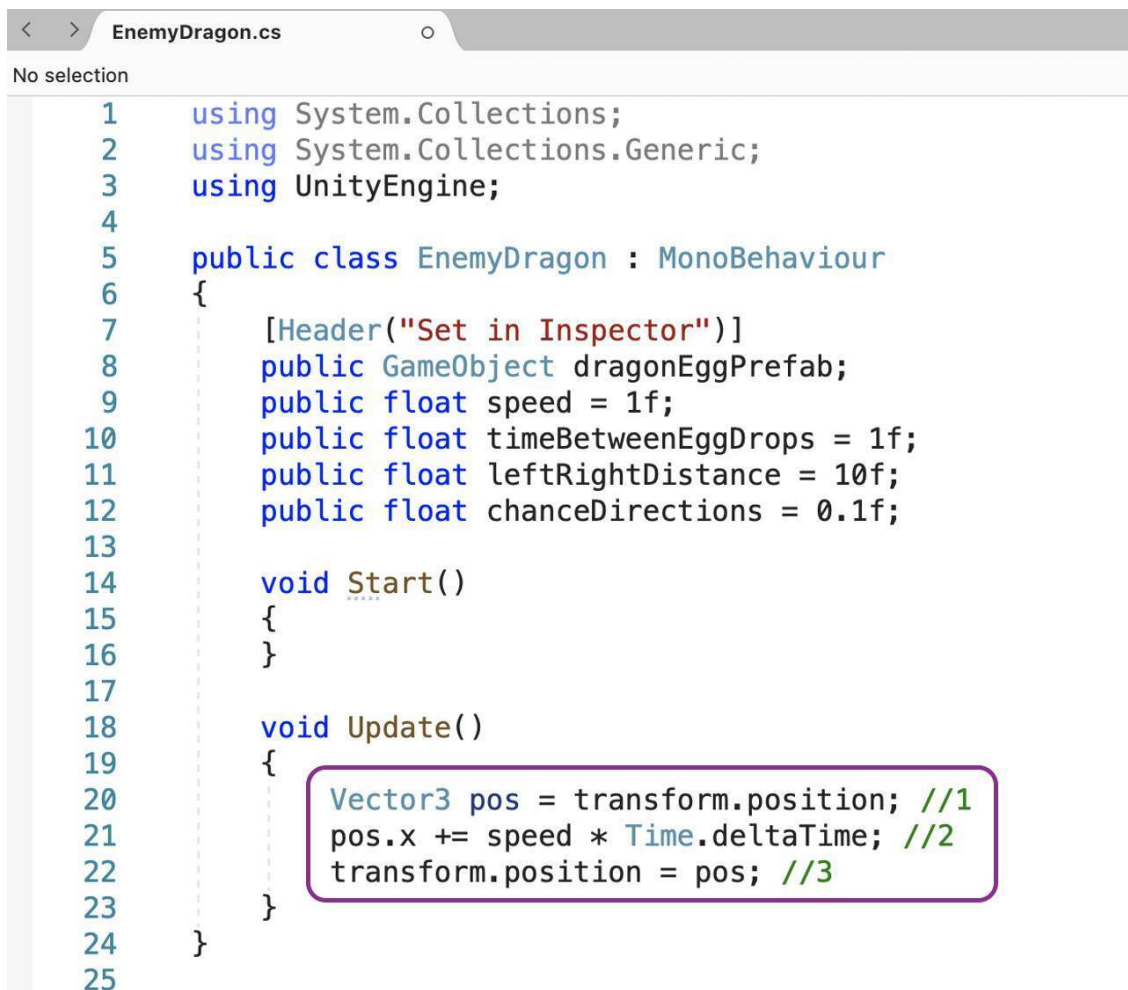 < > EnemyDragon.cs
No selection
1 using System.Collections;
2 using System.Collections.Generic;
3 using UnityEngine;
4
5 public class EnemyDragon : MonoBehaviour
6 {
7 [Header("Set in Inspector")]
8 public GameObject dragonEggPrefab;
9 public float speed = 1f;
10 public float timeBetweenEggDrops = 1f;
11 public float leftRightDistance = 10f;
12 public float chanceDirections = 0.1f;
13
14 void Start()
15 {
16 }
17
18 void Update()
19 {
20 Vector3 pos = transform.position; //1
21 pos.x += speed * Time.deltaTime; //2
22 transform.position = pos; //3
23 }
24 }
25